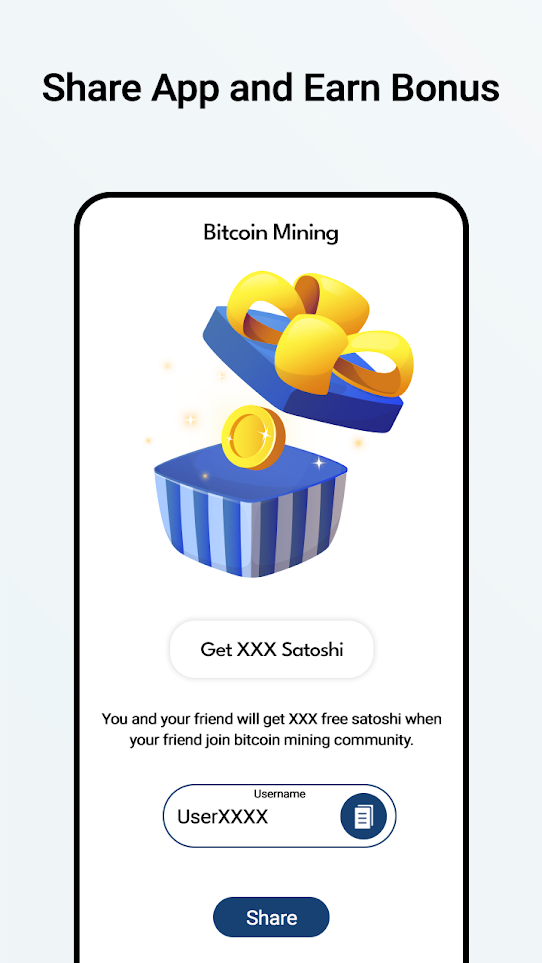 Share App and Earn Bonus
Bitcoin Mining
Get XXX Satoshi
You and your friend will get XXX free satoshi when
your friend join bitcoin mining community.
Username
UserXXXX
Share